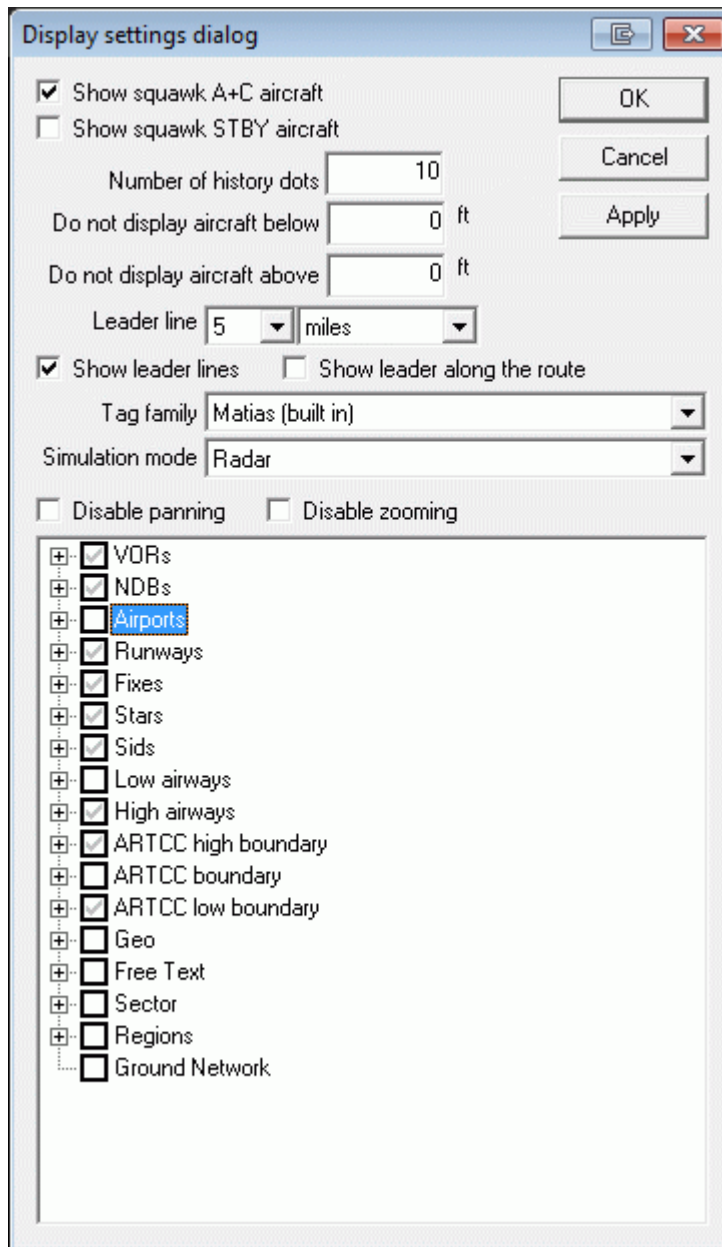 Display settings dialog
Show squawk A+C aircraft
OK
Show squawk STBY aircraft
Cancel
Number of history dots 10
Do not display aircraft below 0 ft
Apply
Do not display aircraft above 0 ft
Leader line 5 miles
Show leader lines Show leader along the route
Tag family Matias (built in)
Simulation mode Radar
Disable panning Disable zooming
VORs
NDBs
Airports
Runways
Fixes
Stars
Sids
Low airways
High airways
ARTCC high boundary
ARTCC boundary
ARTCC low boundary
Geo
Free Text
Sector
Regions
Ground Network